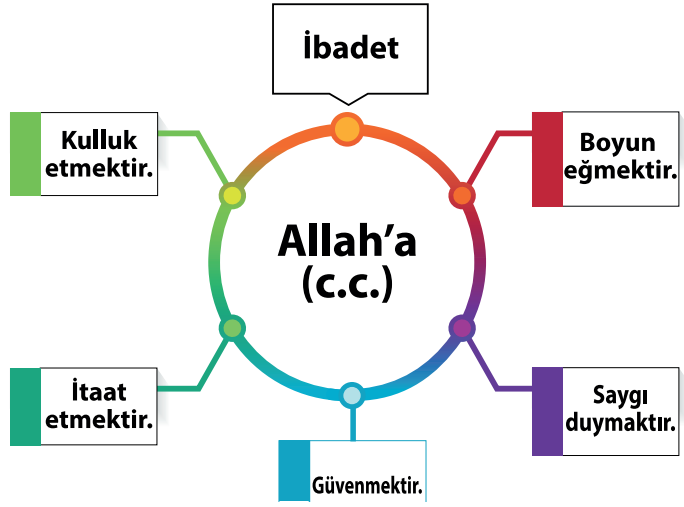 İbadet
Kulluk
etmektir.
Boyun
eğmektir.
Allah’a
(c.c.)
İtaat
etmektir.
Saygı
duymaktır.
Güvenmektir.